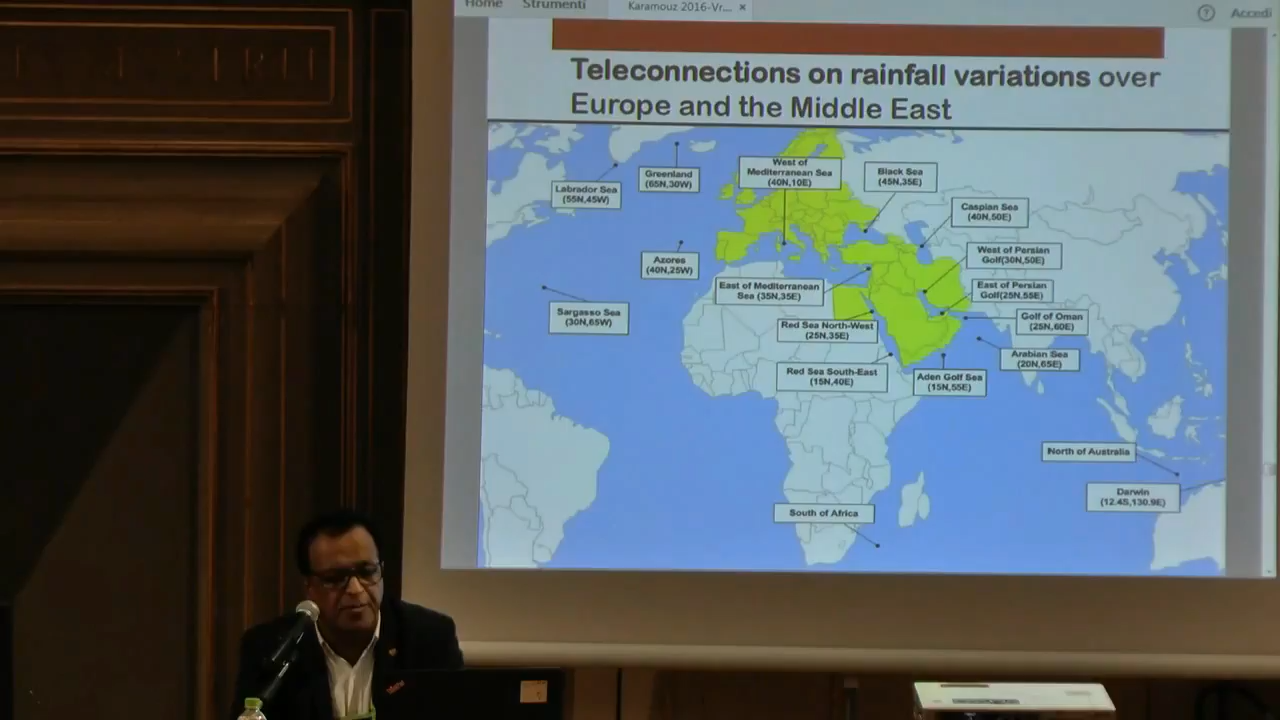 Home Strumenti Karamouz 2016-Vr... × ? Accedi
Teleconnections on rainfall variations over
Europe and the Middle East
Labrador Sea
(55N,45W)
Greenland
(65N,30W)
West of
Mediterranean Sea
(40N,10E)
Black Sea
(45N,35E)
Caspian Sea
(40N,50E)
Azores
(40N,25W)
West of Persian
Golf(30N,50E)
East of Mediterranean
Sea (35N,35E)
East of Persian
Golf(25N,55E)
Sargasso Sea
(30N,65W)
Red Sea North-West
(25N,35E)
Golf of Oman
(25N,60E)
Arabian Sea
(20N,65E)
Red Sea South-East
(15N,40E)
Aden Golf Sea
(15N,55E)
North of Australia
Darwin
(12.4S,130.9E)
South of Africa